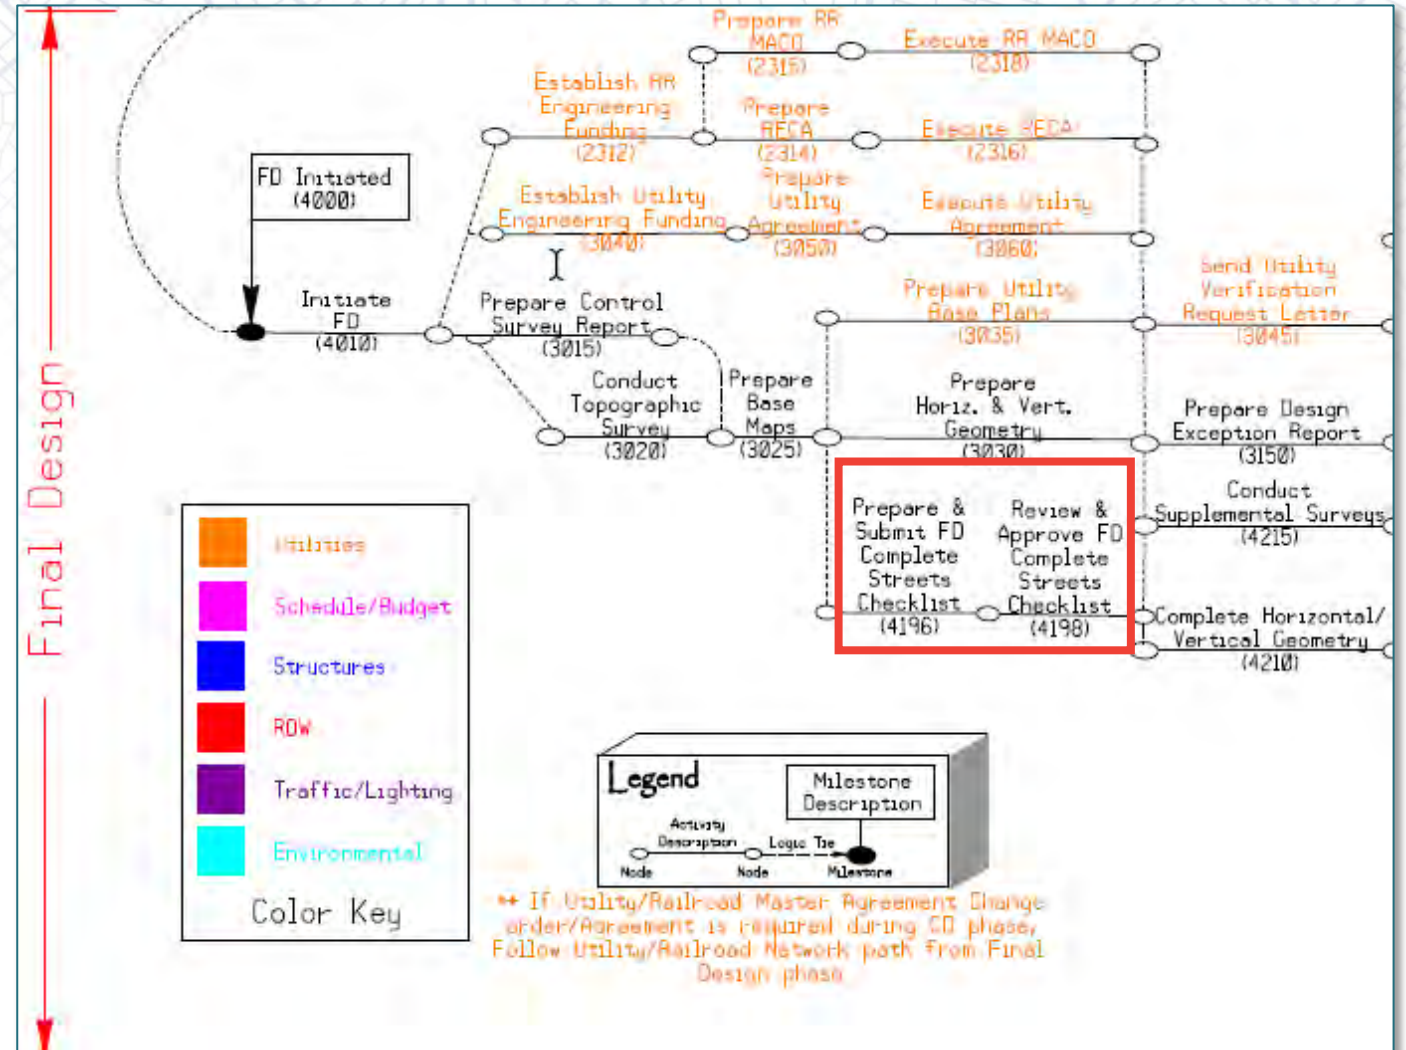 Prepare RR
MACO
(2315)
Execute RR MACO
(2318)
Establish RR
Engineering
Funding
(2312)
Prepare
RECA
(2314)
Execute RECA
(2316)
FD Initiated
(4000)
Establish Utility
Engineering Funding
(3040)
Prepare
Utility
Agreement
(3050)
Execute Utility
Agreement
(3060)
Initiate
FD
(4010)
Prepare Control
Survey Report
(3015)
Prepare Utility
Base Plans
(3035)
Send Utility
Verification
Request Letter
(3045)
Conduct
Topographic
Survey
(3020)
Prepare
Base
Maps
(3025)
Prepare
Horiz. & Vert.
Geometry
(3030)
Prepare Design
Exception Report
(3150)
Prepare &
Submit FD
Complete
Streets
Checklist
(4196)
Review &
Approve FD
Complete
Streets
Checklist
(4198)
Conduct
Supplemental Surveys
(4215)
Complete Horizontal/
Vertical Geometry
(4210)
Final Design
Utilities
Schedule/Budget
Structures
ROW
Traffic/Lighting
Environmental
Color Key
Legend
Milestone
Description
Activity
Description
Logic Tie
Node
Node
Milestone
** If Utility/Railroad Master Agreement Change
order/Agreement is required during CD phase,
Follow Utility/Railroad Network path from Final
Design phase